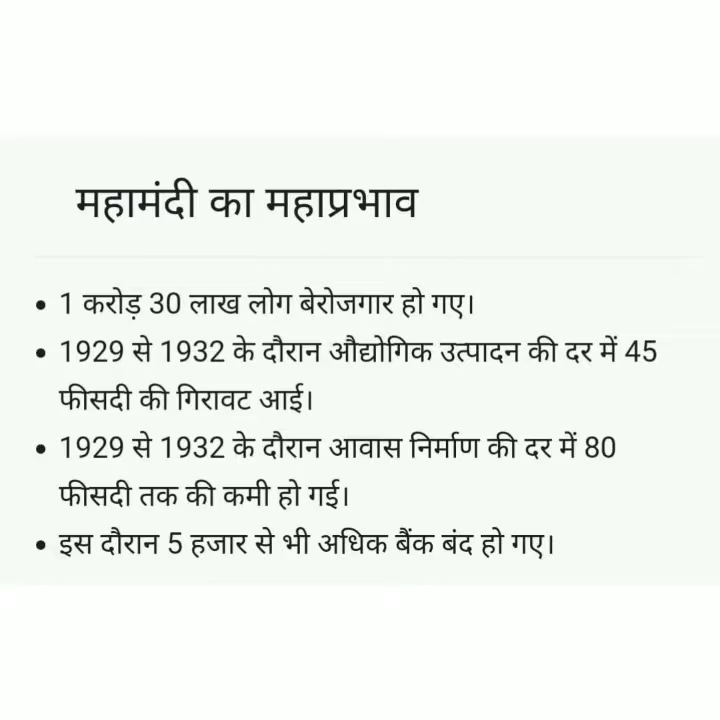 महामंदी का महाप्रभाव
• 1 करोड़ 30 लाख लोग बेरोजगार हो गए।
• 1929 से 1932 के दौरान औद्योगिक उत्पादन की दर में 45
फीसदी की गिरावट आई।
• 1929 से 1932 के दौरान आवास निर्माण की दर में 80
फीसदी तक की कमी हो गई।
• इस दौरान 5 हजार से भी अधिक बैंक बंद हो गए।